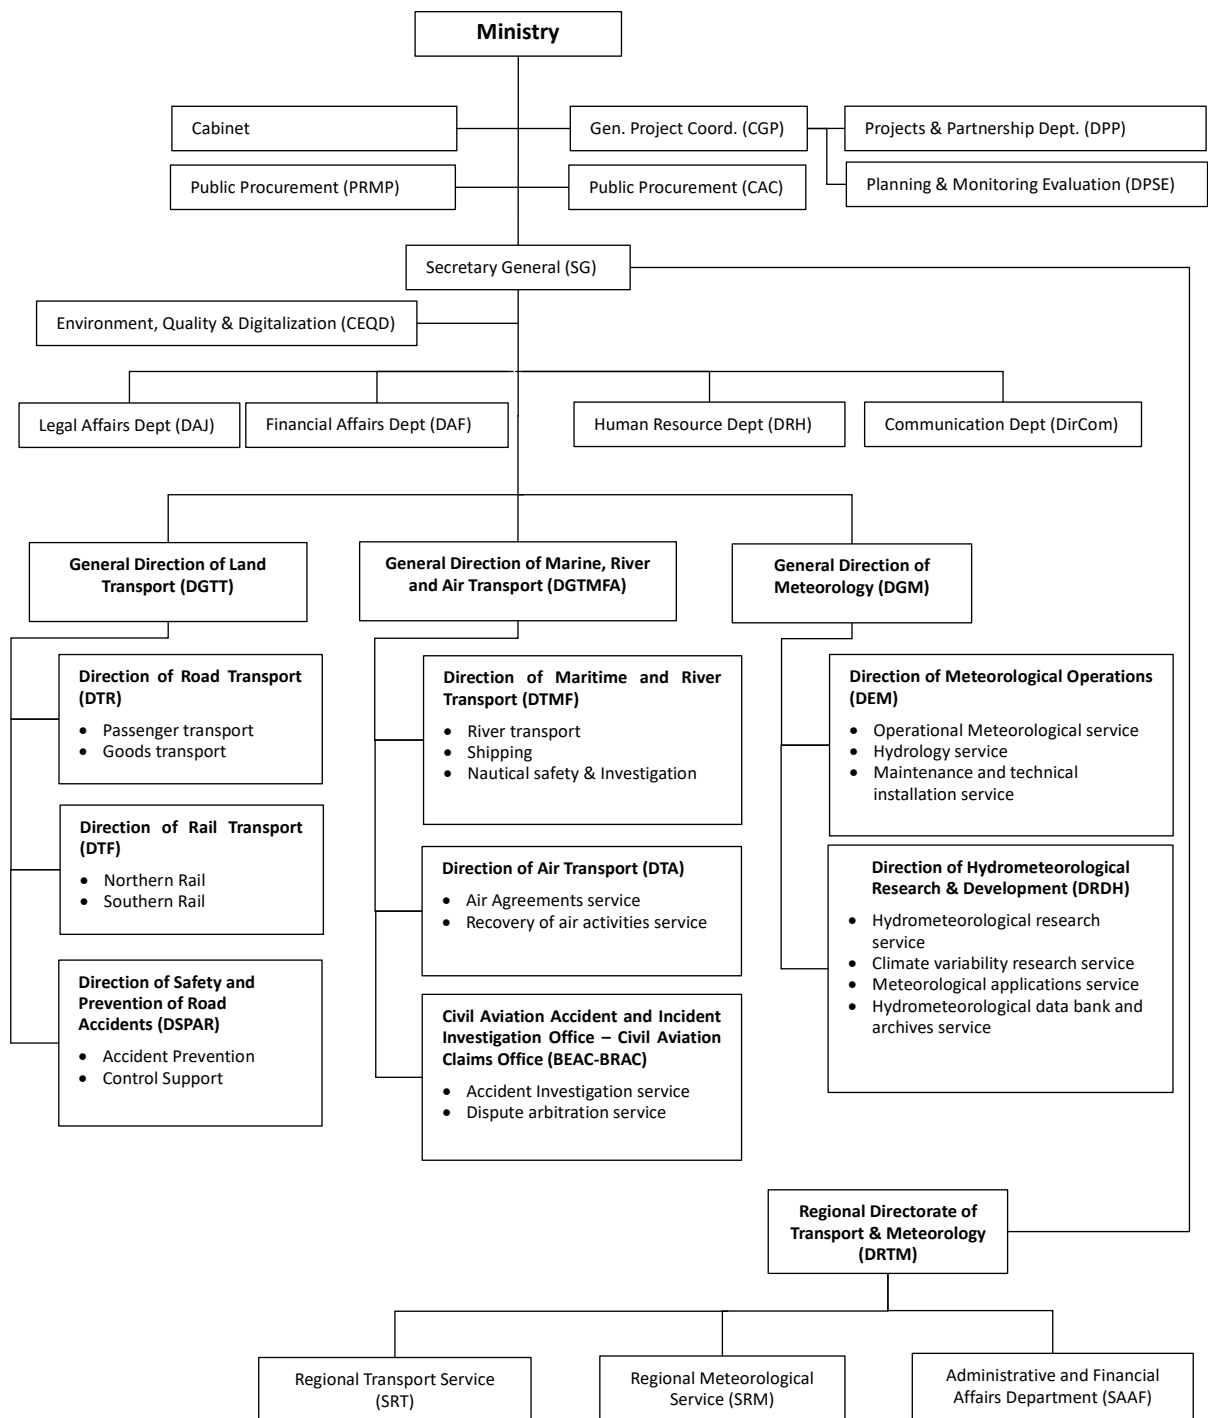 Ministry
Cabinet
Gen. Project Coord. (CGP)
Projects & Partnership Dept. (DPP)
Public Procurement (PRMP)
Public Procurement (CAC)
Planning & Monitoring Evaluation (DPSE)
Secretary General (SG)
Environment, Quality & Digitalization (CEQD)
Legal Affairs Dept (DAJ)
Financial Affairs Dept (DAF)
Human Resource Dept (DRH)
Communication Dept (DirCom)
General Direction of Land
Transport (DGTT)
General Direction of Marine, River
and Air Transport (DGTMFA)
General Direction of
Meteorology (DGM)
Direction of Road Transport
(DTR)
• Passenger transport
• Goods transport
Direction of Rail Transport
(DTF)
• Northern Rail
• Southern Rail
Direction of Safety and
Prevention of Road
Accidents (DSPAR)
• Accident Prevention
• Control Support
Direction of Maritime and River
Transport (DTMF)
• River transport
• Shipping
• Nautical safety & Investigation
Direction of Air Transport (DTA)
• Air Agreements service
• Recovery of air activities service
Civil Aviation Accident and Incident
Investigation Office – Civil Aviation
Claims Office (BEAC-BRAC)
• Accident Investigation service
• Dispute arbitration service
Direction of Meteorological Operations
(DEM)
• Operational Meteorological service
• Hydrology service
• Maintenance and technical
installation service
Direction of Hydrometeorological
Research & Development (DRDH)
• Hydrometeorological research
service
• Climate variability research service
• Meteorological applications service
• Hydrometeorological data bank and
archives service
Regional Directorate of
Transport & Meteorology
(DRTM)
Regional Transport Service
(SRT)
Regional Meteorological
Service (SRM)
Administrative and Financial
Affairs Department (SAAF)